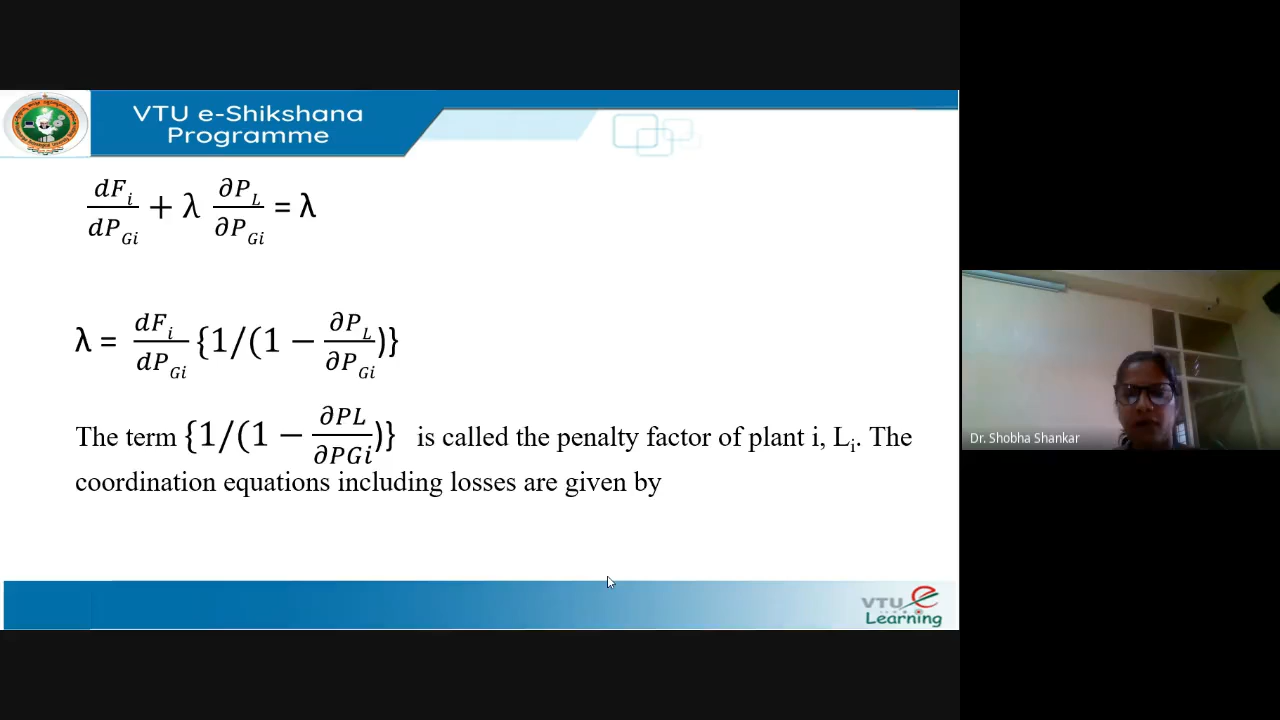 VTU e-Shikshana
Programme
dF_i/dP_Gi + λ ∂P_L/∂P_Gi = λ
λ = dF_i/dP_Gi {1/(1 − ∂P_L/∂P_Gi)}
The term {1/(1 − ∂PL/∂PGi)} is called the penalty factor of plant i, L_i. The
coordination equations including losses are given by
Dr. Shobha Shankar
VTU e
Learning